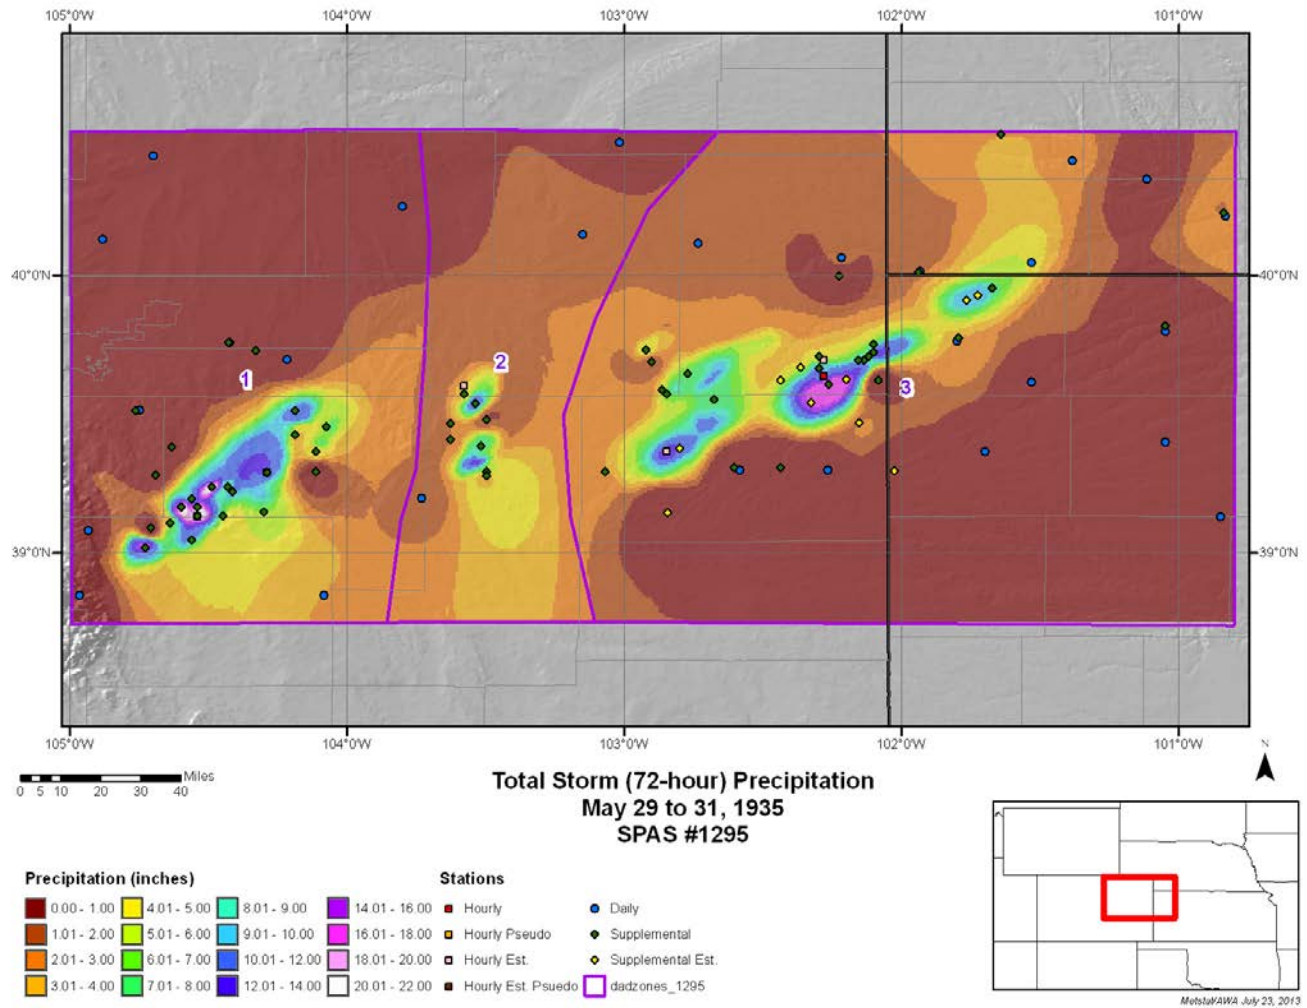 105°0'W 104°0'W 103°0'W 102°0'W 101°0'W
40°0'N 40°0'N
1
2
3
39°0'N 39°0'N
105°0'W 104°0'W 103°0'W 102°0'W 101°0'W
N
Miles
0 5 10 20 30 40
Total Storm (72-hour) Precipitation
May 29 to 31, 1935
SPAS #1295
Precipitation (inches)
0.00 - 1.00 4.01 - 5.00 8.01 - 9.00 14.01 - 16.00
1.01 - 2.00 5.01 - 6.00 9.01 - 10.00 16.01 - 18.00
2.01 - 3.00 6.01 - 7.00 10.01 - 12.00 18.01 - 20.00
3.01 - 4.00 7.01 - 8.00 12.01 - 14.00 20.01 - 22.00
Stations
Hourly Daily
Hourly Pseudo Supplemental
Hourly Est. Supplemental Est.
Hourly Est. Psuedo dadzones_1295
Metstat/AWA July 23, 2013